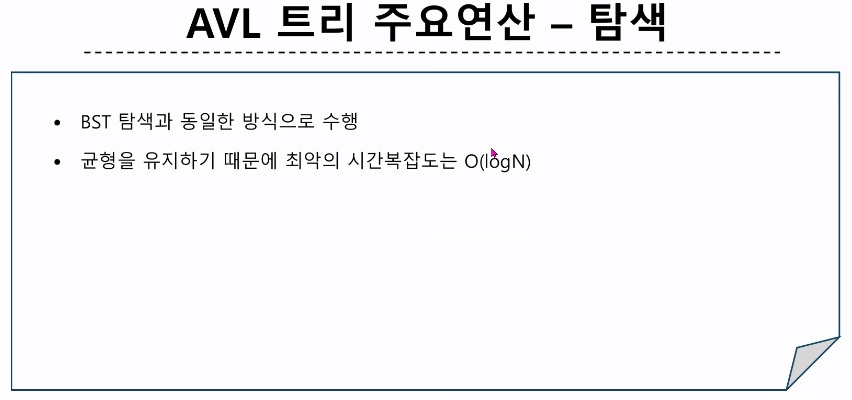 AVL 트리 주요연산 – 탐색
• BST 탐색과 동일한 방식으로 수행
• 균형을 유지하기 때문에 최악의 시간복잡도는 O(logN)